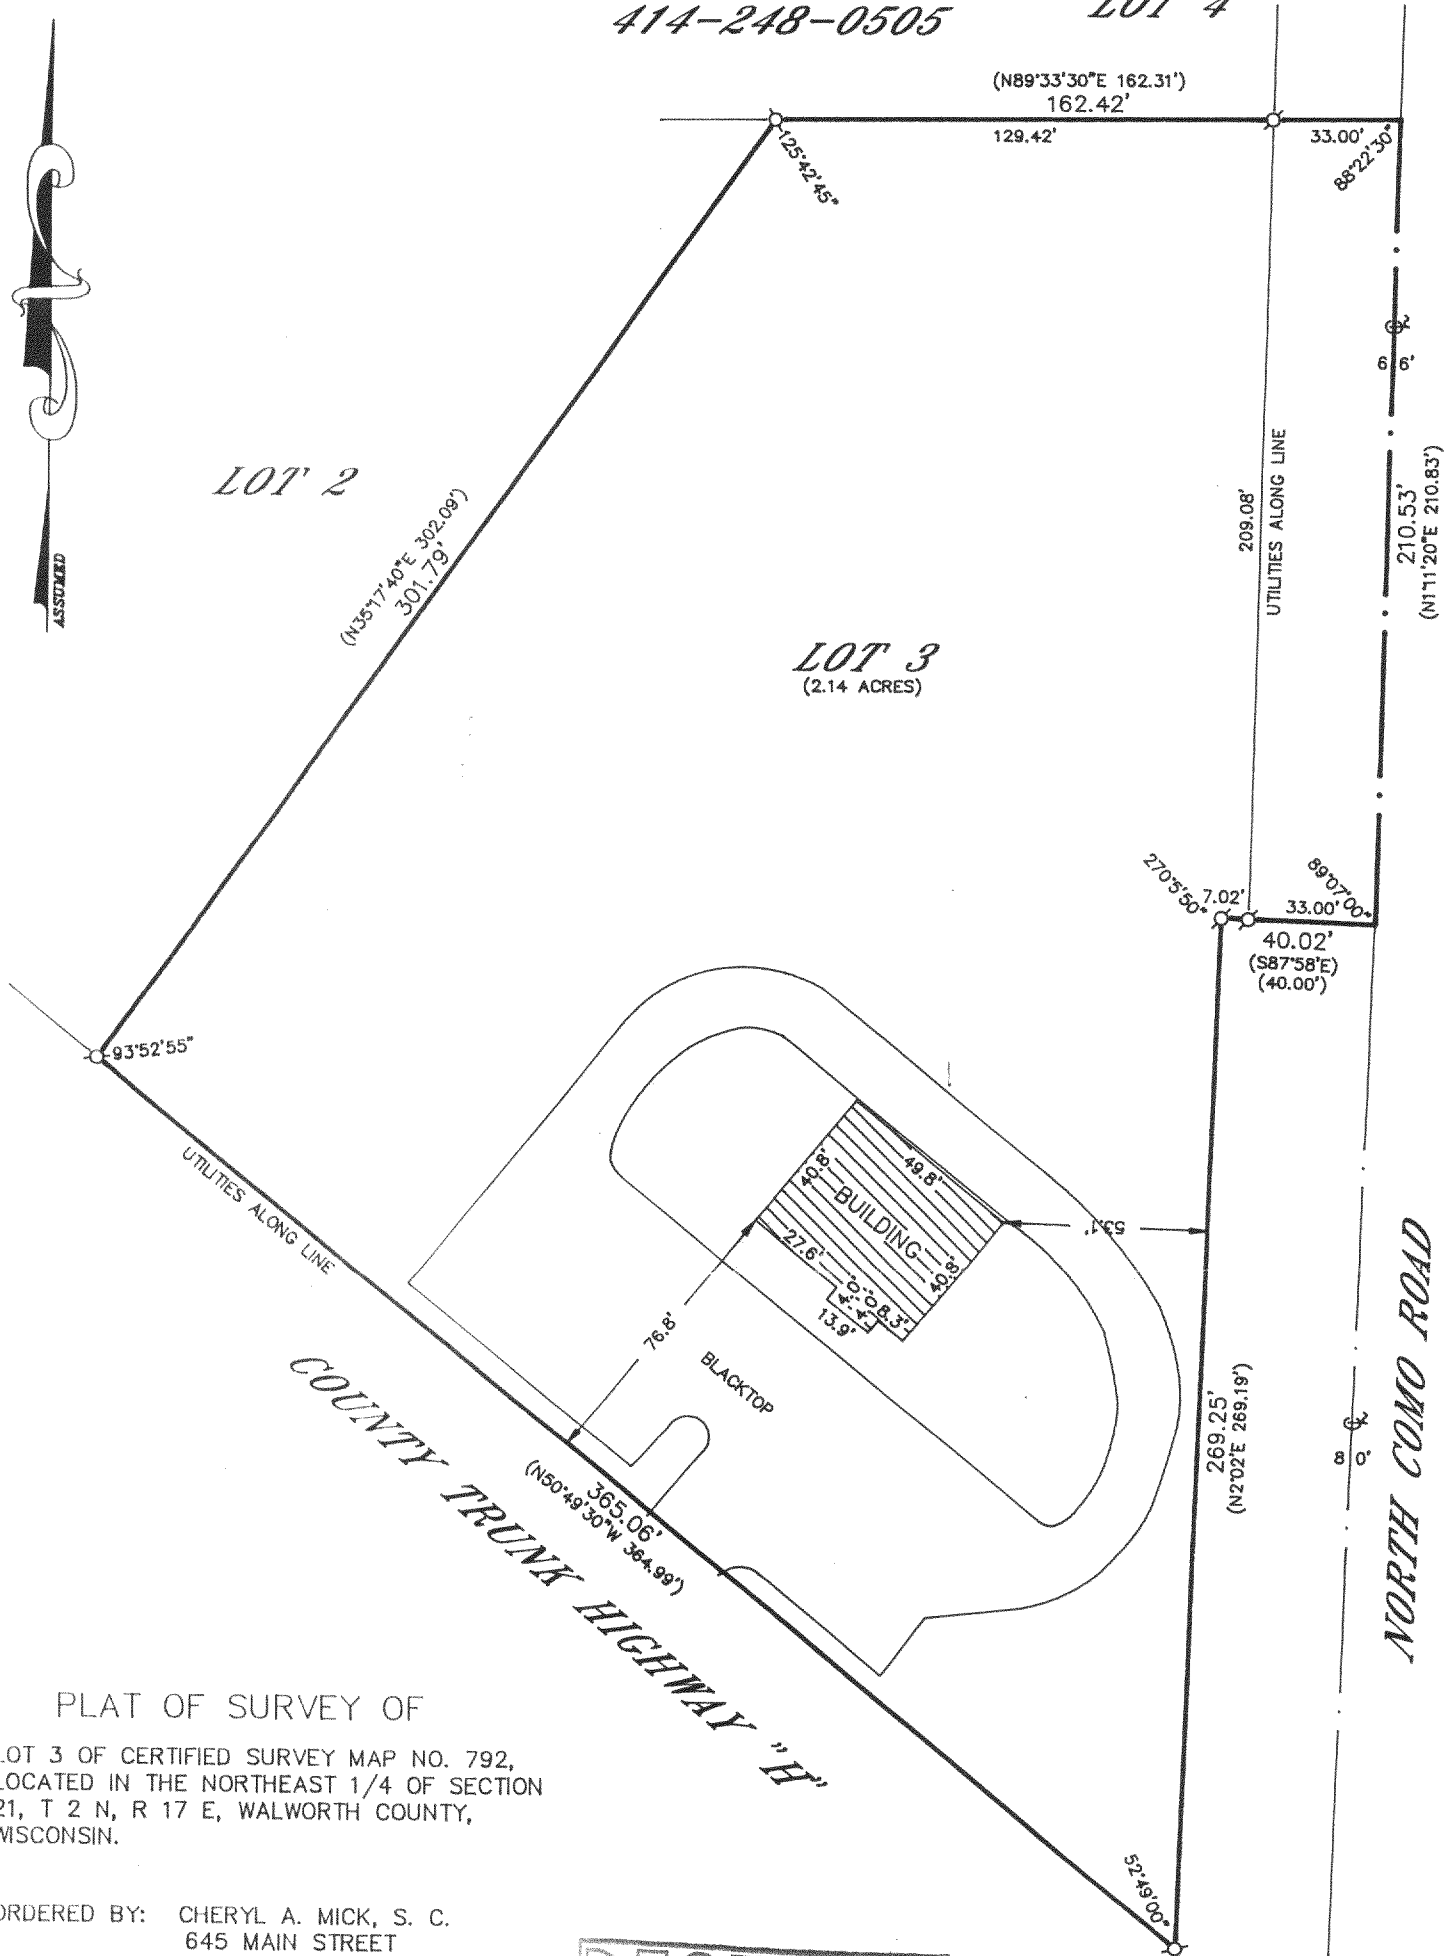 414-248-0505
LOT 4
(N89°33'30"E 162.31')
162.42'
129.42'
33.00'
125°42'45"
88°22'30"
66'
LOT 2
ASSUMED
(N35°17'40"E 302.09')
301.79'
209.08'
UTILITIES ALONG LINE
210.53'
(N1°11'20"E 210.83')
LOT 3
(2.14 ACRES)
270°5'50"
7.02'
33.00'
89°07'00"
40.02'
(S87°58'E)
(40.00')
93°52'55"
UTILITIES ALONG LINE
40.8'
49.8'
BUILDING
27.6'
4.0'
4.0'
8.3'
13.9'
40.8'
53.1'
76.8'
BLACKTOP
269.25'
(N2°02'E 269.19')
80'
NORTH COMO ROAD
365.06'
(N50°49'30"W 364.99')
COUNTY TRUNK HIGHWAY "H"
52°49'00"
PLAT OF SURVEY OF
LOT 3 OF CERTIFIED SURVEY MAP NO. 792,
LOCATED IN THE NORTHEAST 1/4 OF SECTION
21, T 2 N, R 17 E, WALWORTH COUNTY,
WISCONSIN.
ORDERED BY: CHERYL A. MICK, S. C.
645 MAIN STREET